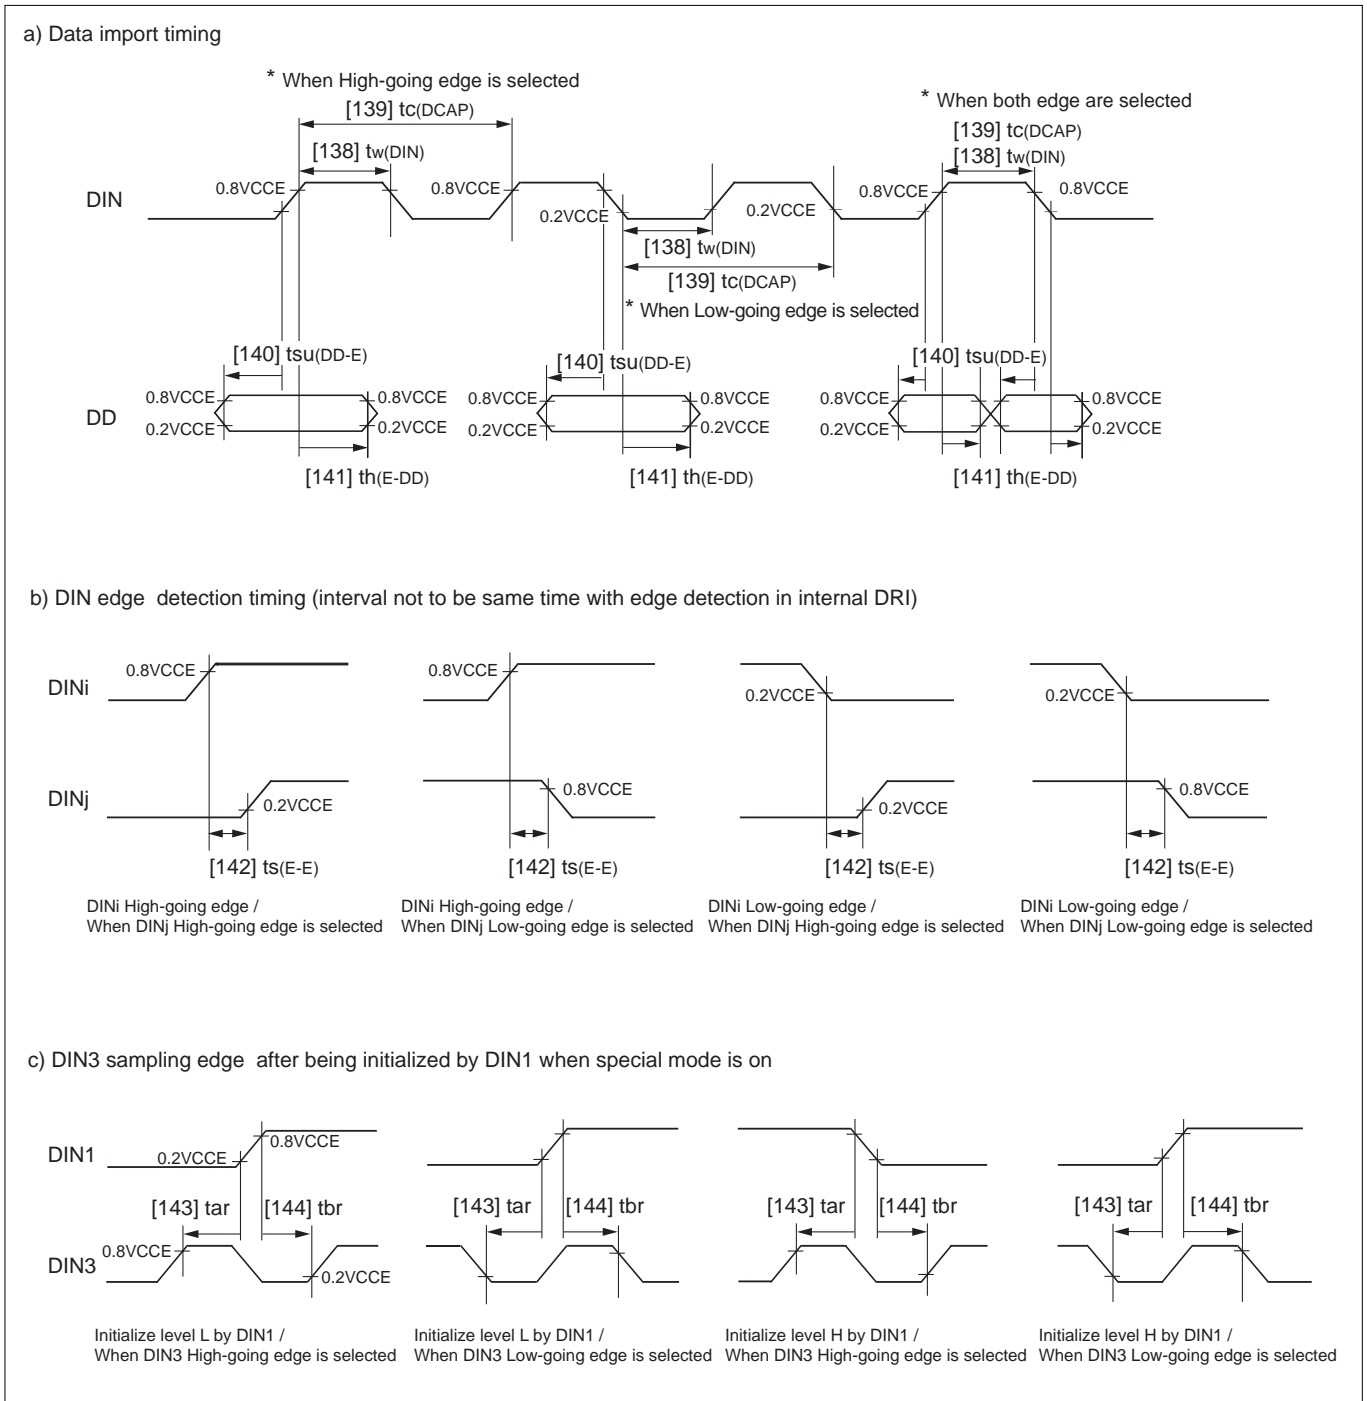 a) Data import timing
* When High-going edge is selected
[139] tc(DCAP)
[138] tw(DIN)
* When both edge are selected
[139] tc(DCAP)
[138] tw(DIN)
DIN
0.8VCCE
0.8VCCE
0.2VCCE
0.2VCCE
0.8VCCE
0.8VCCE
[138] tw(DIN)
[139] tc(DCAP)
* When Low-going edge is selected
[140] tsu(DD-E)
[140] tsu(DD-E)
[140] tsu(DD-E)
DD
0.8VCCE
0.8VCCE
0.8VCCE
0.8VCCE
0.8VCCE
0.8VCCE
0.2VCCE
0.2VCCE
0.2VCCE
0.2VCCE
0.2VCCE
0.2VCCE
[141] th(E-DD)
[141] th(E-DD)
[141] th(E-DD)
b) DIN edge detection timing (interval not to be same time with edge detection in internal DRI)
DINi
0.8VCCE
0.8VCCE
0.2VCCE
0.2VCCE
DINj
0.2VCCE
0.8VCCE
0.2VCCE
0.8VCCE
[142] ts(E-E)
[142] ts(E-E)
[142] ts(E-E)
[142] ts(E-E)
DINi High-going edge /
When DINj High-going edge is selected
DINi High-going edge /
When DINj Low-going edge is selected
DINi Low-going edge /
When DINj High-going edge is selected
DINi Low-going edge /
When DINj Low-going edge is selected
c) DIN3 sampling edge after being initialized by DIN1 when special mode is on
DIN1
0.2VCCE
0.8VCCE
[143] tar
[144] tbr
[143] tar
[144] tbr
[143] tar
[144] tbr
[143] tar
[144] tbr
DIN3
0.8VCCE
0.2VCCE
Initialize level L by DIN1 /
When DIN3 High-going edge is selected
Initialize level L by DIN1 /
When DIN3 Low-going edge is selected
Initialize level H by DIN1 /
When DIN3 High-going edge is selected
Initialize level H by DIN1 /
When DIN3 Low-going edge is selected